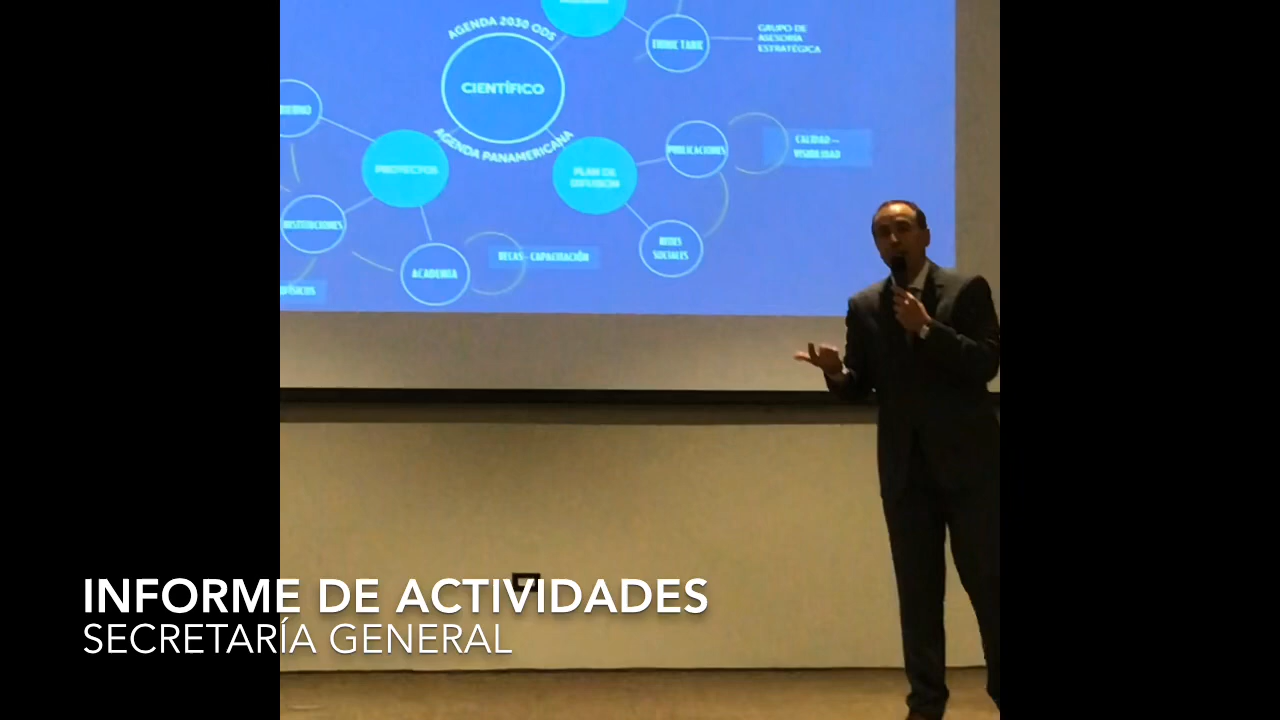 AGENDA 2030 ODS
CIENTÍFICO
AGENDA PANAMERICANA
THINK TANK
GRUPO DE
ASESORÍA
ESTRATÉGICA
PROYECTOS
PLAN DE
DIFUSIÓN
PUBLICACIONES
CALIDAD —
VISIBILIDAD
INSTITUCIONES
REDES
SOCIALES
ACADEMIA
BECAS - CAPACITACIÓN
INFORME DE ACTIVIDADES
SECRETARÍA GENERAL